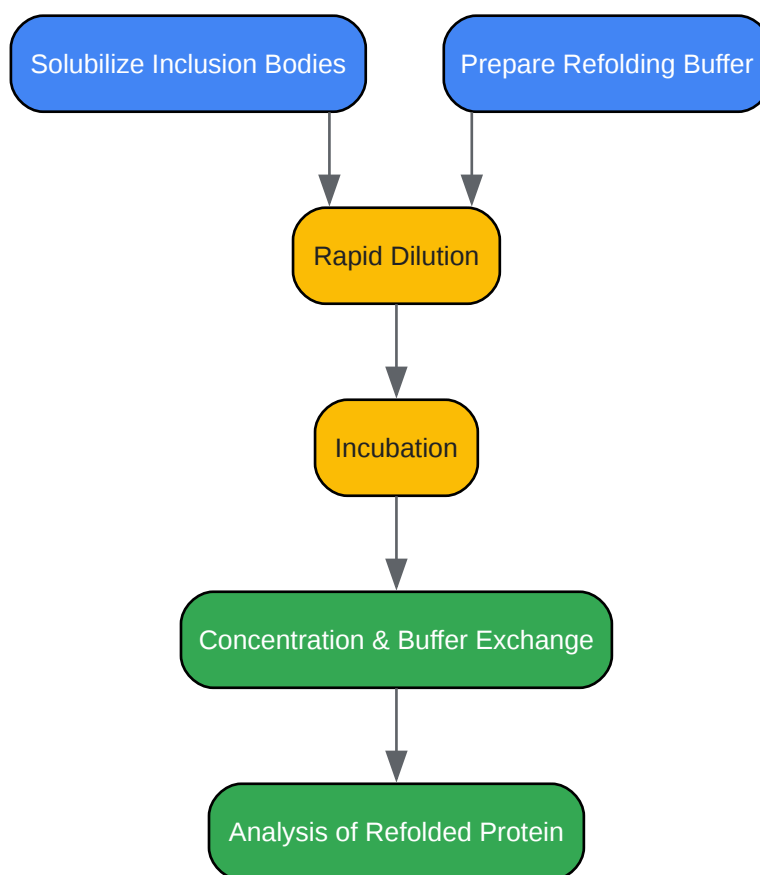 Solubilize Inclusion Bodies
Prepare Refolding Buffer
Rapid Dilution
Incubation
Concentration & Buffer Exchange
Analysis of Refolded Protein